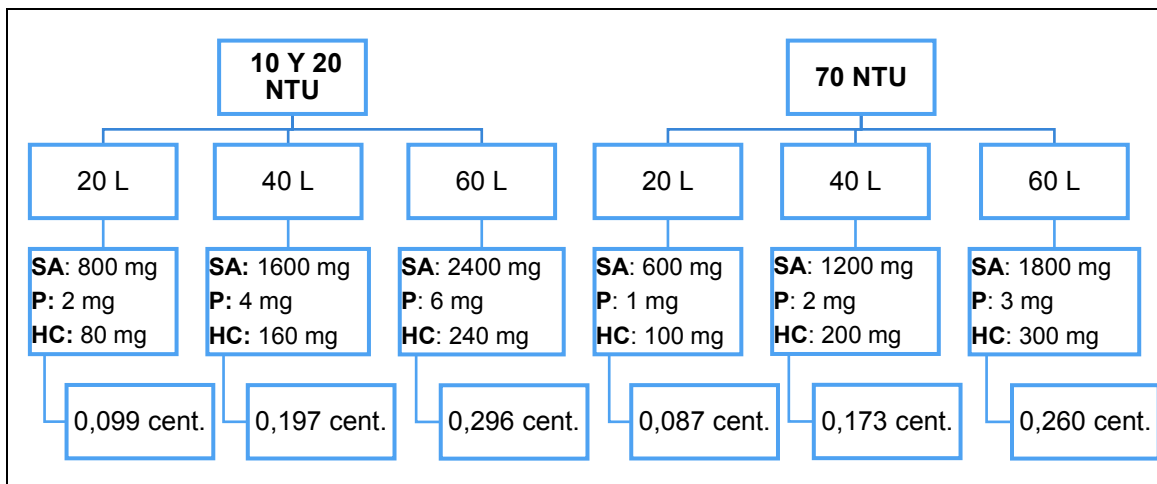 10 Y 20
NTU
70 NTU
20 L
40 L
60 L
20 L
40 L
60 L
SA: 800 mg
P: 2 mg
HC: 80 mg
SA: 1600 mg
P: 4 mg
HC: 160 mg
SA: 2400 mg
P: 6 mg
HC: 240 mg
SA: 600 mg
P: 1 mg
HC: 100 mg
SA: 1200 mg
P: 2 mg
HC: 200 mg
SA: 1800 mg
P: 3 mg
HC: 300 mg
0,099 cent.
0,197 cent.
0,296 cent.
0,087 cent.
0,173 cent.
0,260 cent.